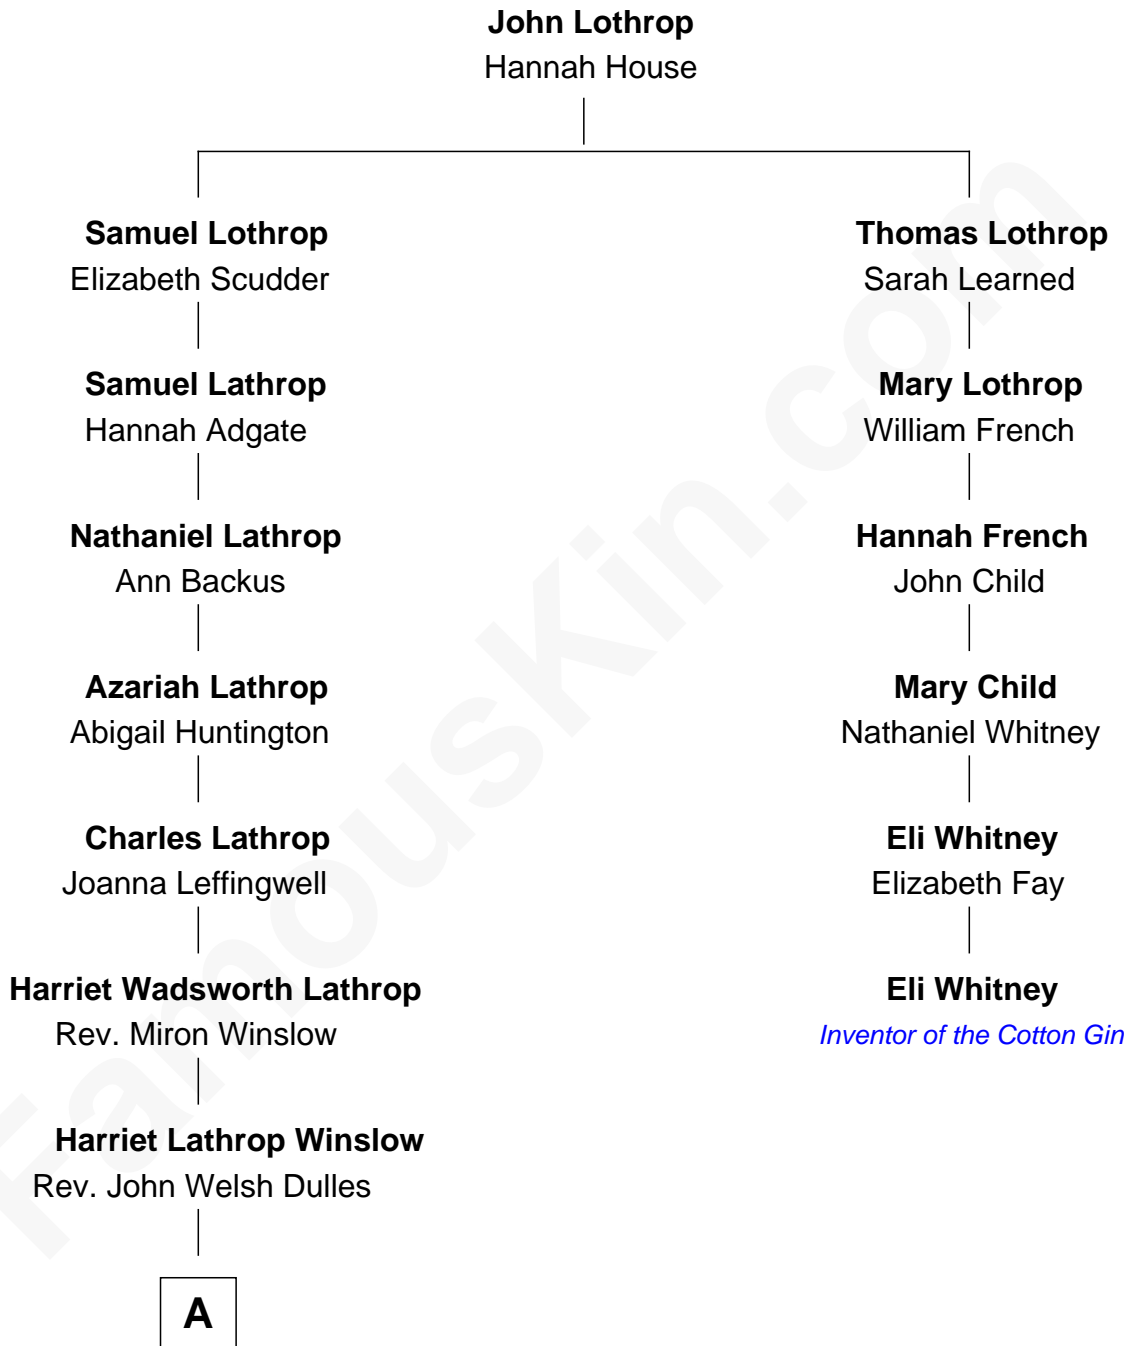 John Lothrop
Hannah House
Samuel Lothrop
Elizabeth Scudder
Thomas Lothrop
Sarah Learned
Samuel Lathrop
Hannah Adgate
Mary Lothrop
William French
Nathaniel Lathrop
Ann Backus
Hannah French
John Child
Azariah Lathrop
Abigail Huntington
Mary Child
Nathaniel Whitney
Charles Lathrop
Joanna Leffingwell
Eli Whitney
Elizabeth Fay
Harriet Wadsworth Lathrop
Rev. Miron Winslow
Eli Whitney
Inventor of the Cotton Gin
Harriet Lathrop Winslow
Rev. John Welsh Dulles
A
FamousKin.com